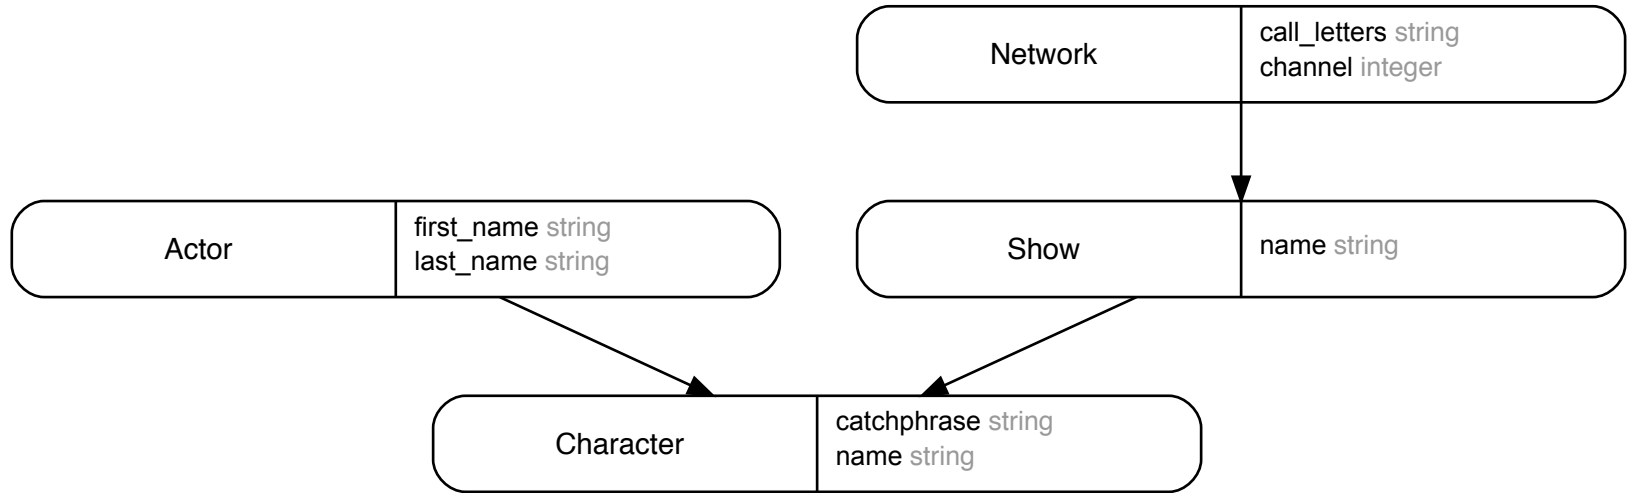 Network
call_letters string
channel integer
Actor
first_name string
last_name string
Show
name string
Character
catchphrase string
name string